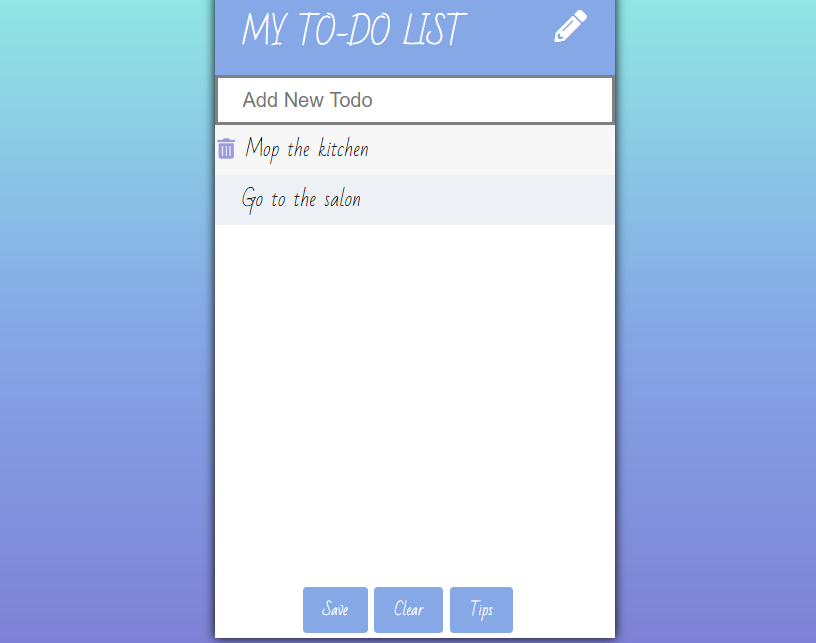 MY TO-DO LIST
Add New Todo
Mop the kitchen
Go to the salon
Save Clear Tips